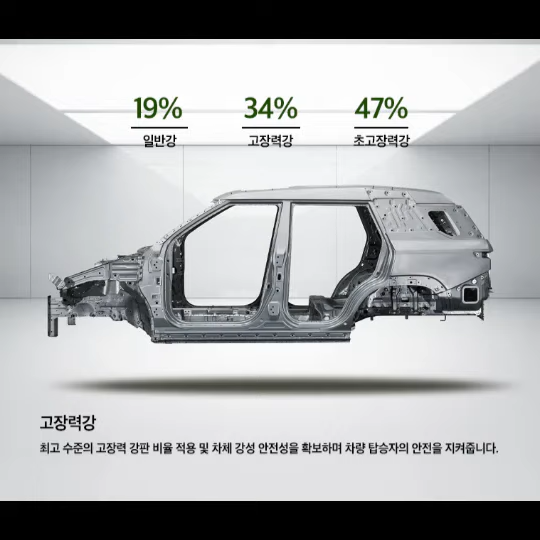 19% 34% 47%
일반강 고장력강 초고장력강
고장력강
최고 수준의 고장력 강판 비율 적용 및 차체 강성 안전성을 확보하며 차량 탑승자의 안전을 지켜줍니다.